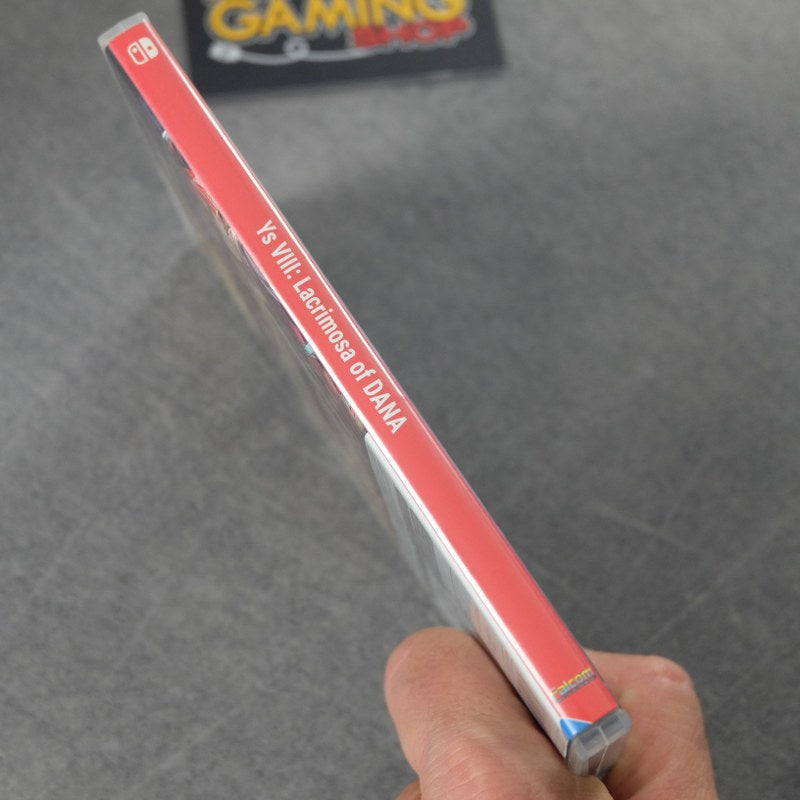 GAMING
SHOP
Ys VIII: Lacrimosa of DANA
Falcom